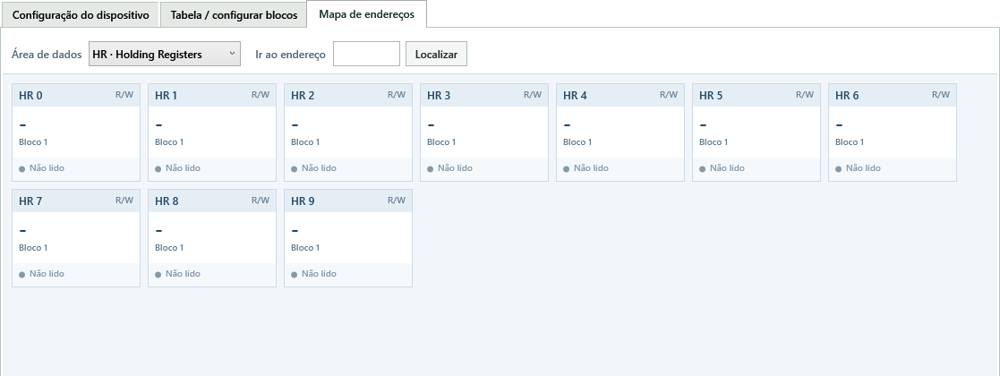 Configuração do dispositivo Tabela / configurar blocos Mapa de endereços
Área de dados HR · Holding Registers Ir ao endereço Localizar
HR 0 R/W HR 1 R/W HR 2 R/W HR 3 R/W HR 4 R/W HR 5 R/W HR 6 R/W
- - - - - - -
Bloco 1 Bloco 1 Bloco 1 Bloco 1 Bloco 1 Bloco 1 Bloco 1
Não lido Não lido Não lido Não lido Não lido Não lido Não lido
HR 7 R/W HR 8 R/W HR 9 R/W
- - -
Bloco 1 Bloco 1 Bloco 1
Não lido Não lido Não lido